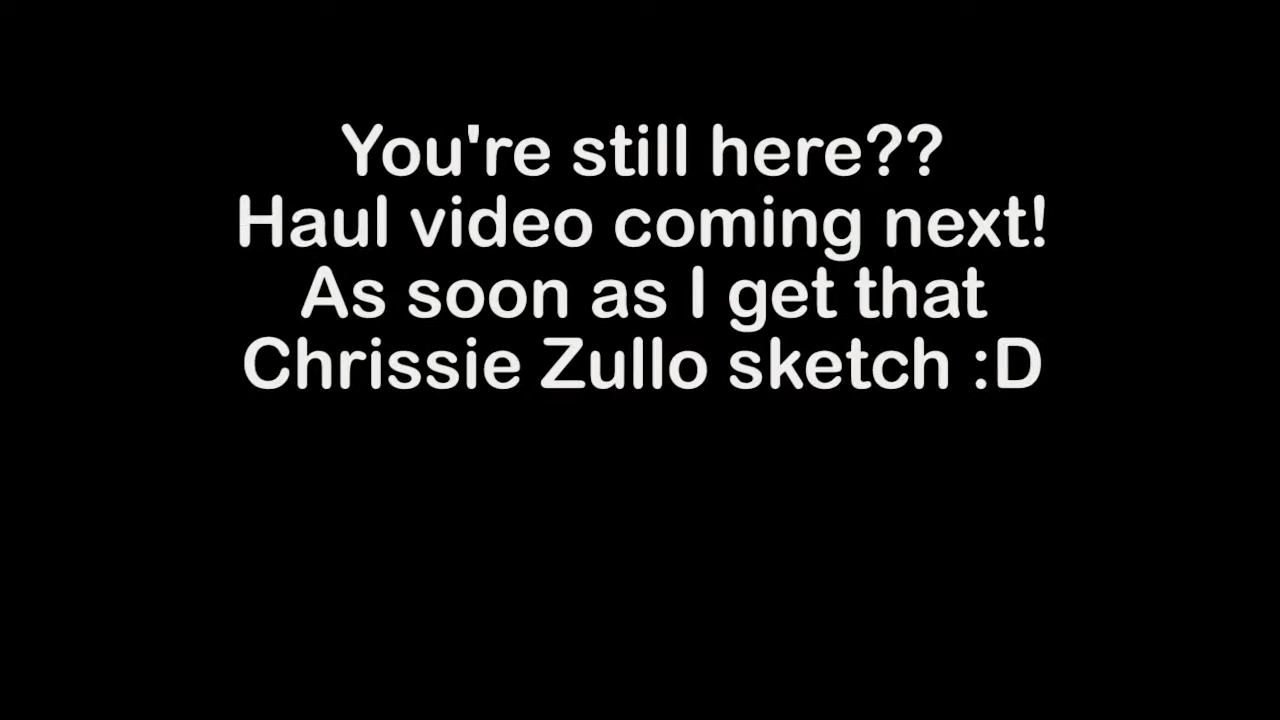 You're still here??
Haul video coming next!
As soon as I get that
Chrissie Zullo sketch :D